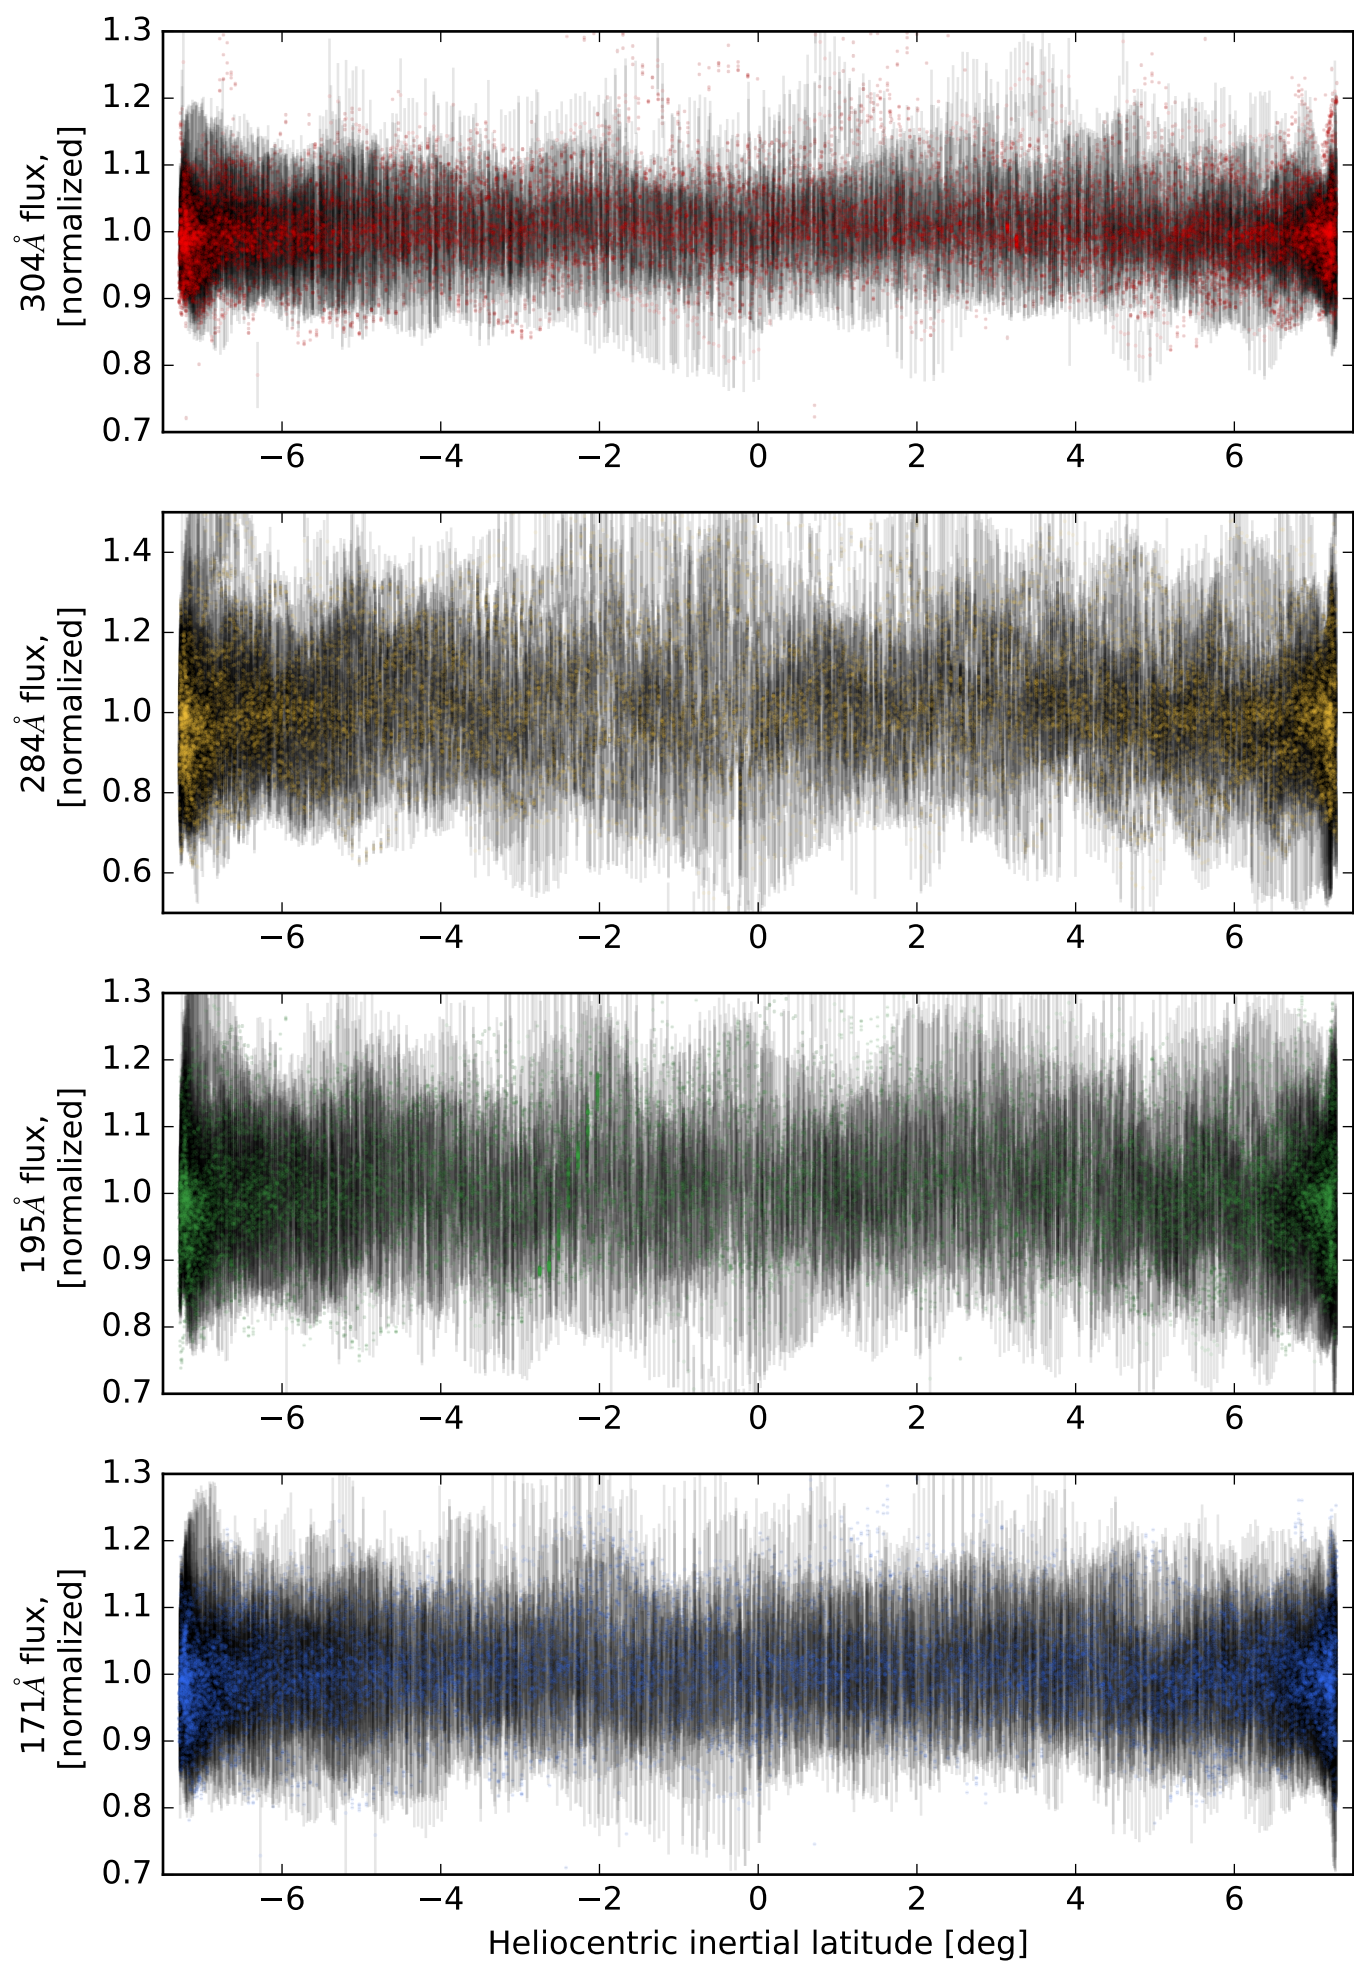 304Å flux,
[normalized]
1.3
1.2
1.1
1.0
0.9
0.8
0.7
−6 −4 −2 0 2 4 6
284Å flux,
[normalized]
1.4
1.2
1.0
0.8
0.6
−6 −4 −2 0 2 4 6
195Å flux,
[normalized]
1.3
1.2
1.1
1.0
0.9
0.8
0.7
−6 −4 −2 0 2 4 6
171Å flux,
[normalized]
1.3
1.2
1.1
1.0
0.9
0.8
0.7
−6 −4 −2 0 2 4 6
Heliocentric inertial latitude [deg]